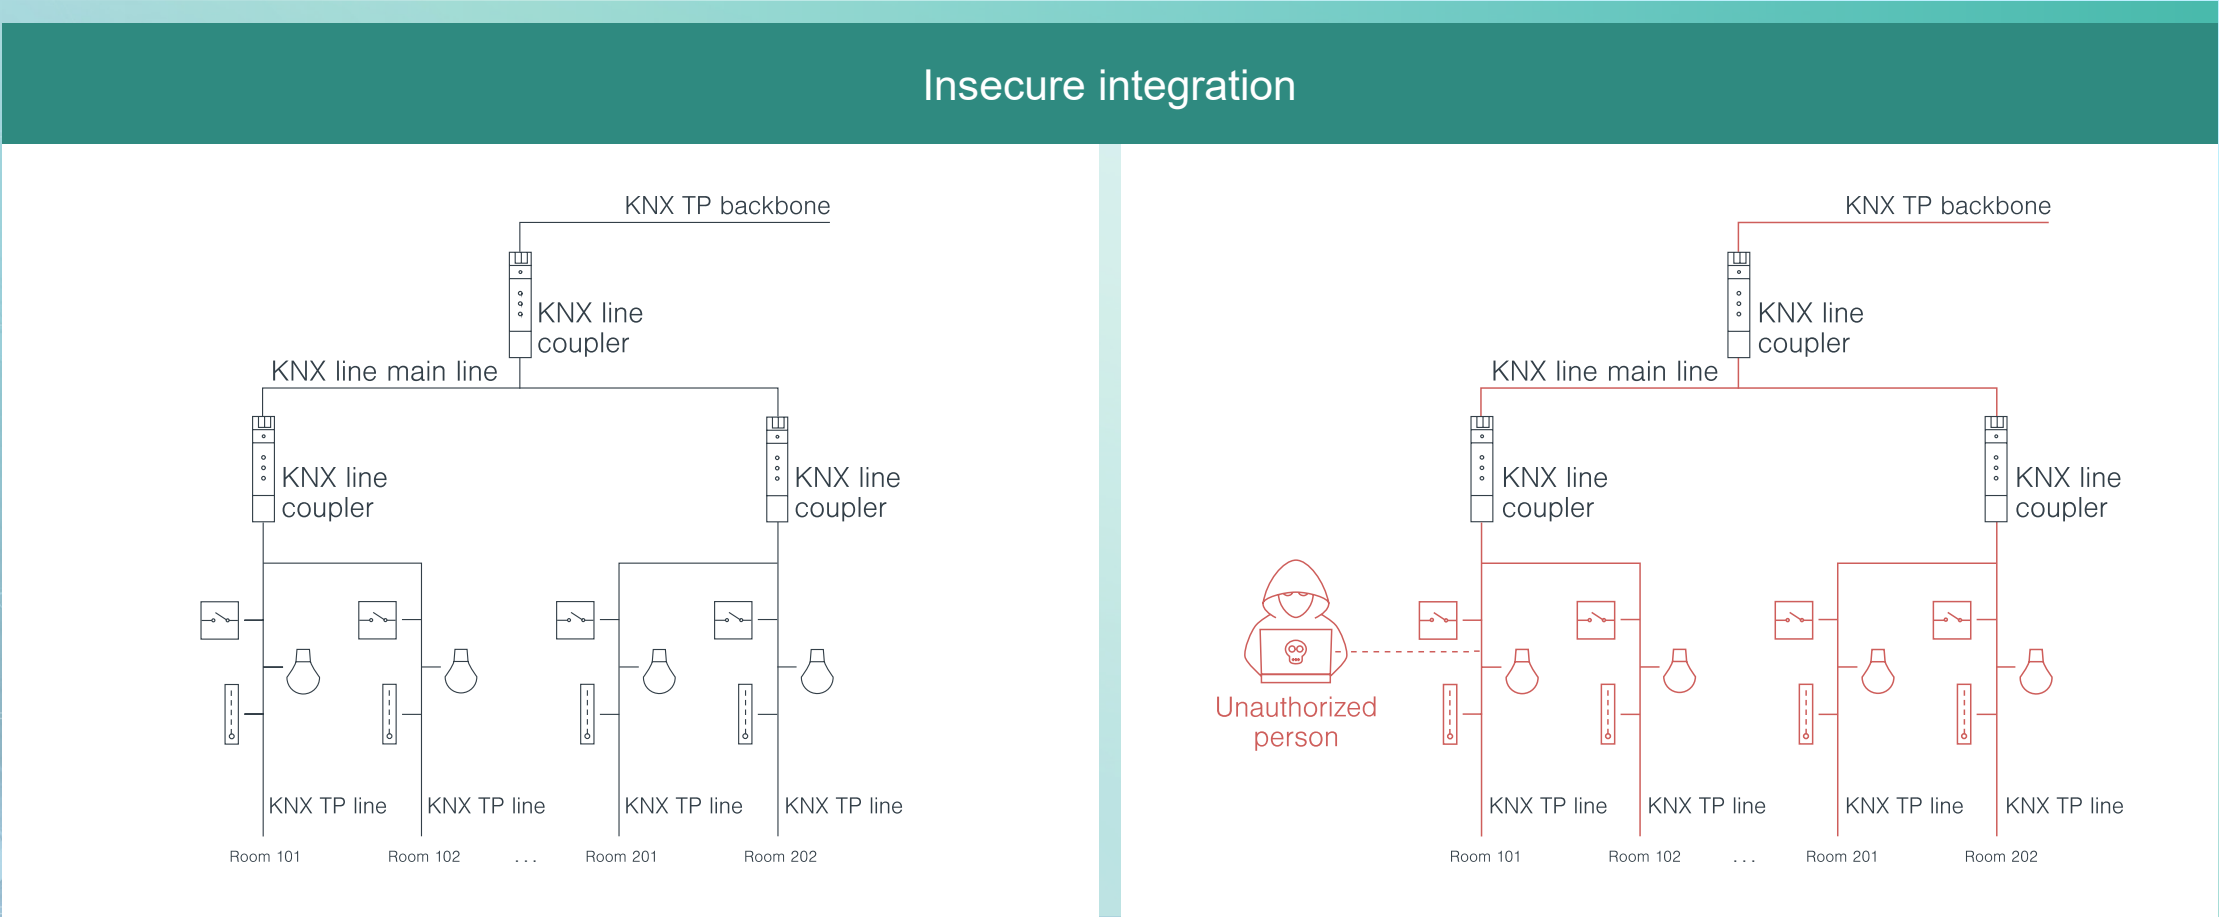 Insecure integration
KNX TP backbone
KNX line
coupler
KNX line main line
KNX line
coupler
KNX line
coupler
KNX TP line
KNX TP line
KNX TP line
KNX TP line
Room 101
Room 102
...
Room 201
Room 202
KNX TP backbone
KNX line
coupler
KNX line main line
KNX line
coupler
KNX line
coupler
Unauthorized
person
KNX TP line
KNX TP line
KNX TP line
KNX TP line
Room 101
Room 102
...
Room 201
Room 202